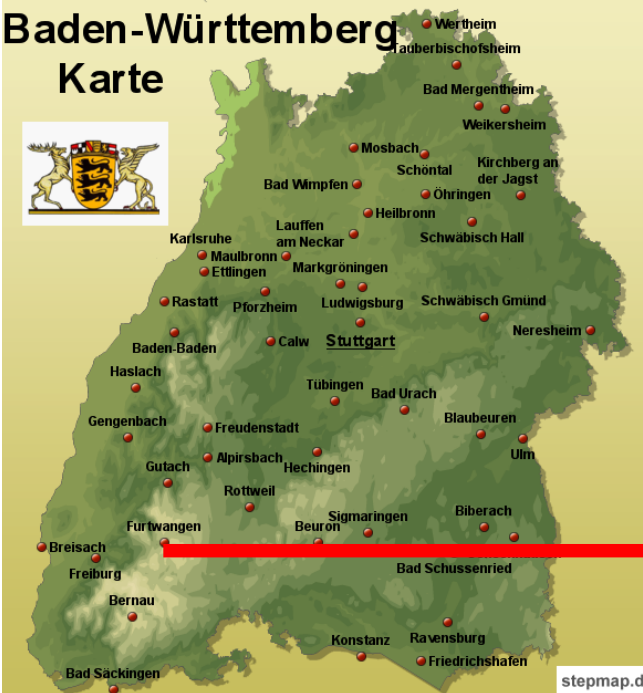 Baden-Württemberg
Karte
Wertheim
Tauberbischofsheim
Bad Mergentheim
Weikersheim
Mosbach
Schöntal
Kirchberg an
der Jagst
Bad Wimpfen
Öhringen
Heilbronn
Lauffen
am Neckar
Schwäbisch Hall
Karlsruhe
Maulbronn
Ettlingen
Markgröningen
Rastatt
Pforzheim
Ludwigsburg
Schwäbisch Gmünd
Neresheim
Baden-Baden
Calw
Stuttgart
Haslach
Tübingen
Bad Urach
Gengenbach
Freudenstadt
Blaubeuren
Ulm
Gutach
Alpirsbach
Hechingen
Rottweil
Furtwangen
Beuron
Sigmaringen
Biberach
Breisach
Freiburg
Bad Schussenried
Bernau
Konstanz
Ravensburg
Friedrichshafen
Bad Säckingen
stepmap.d